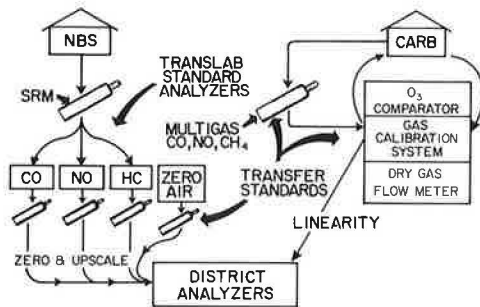 NBS
CARB
TRANSLAB
STANDARD
ANALYZERS
SRM
MULTIGAS
CO, NO, CH4
O3
COMPARATOR
GAS
CALIBRATION
SYSTEM
DRY GAS
FLOW METER
CO
NO
HC
ZERO
AIR
TRANSFER
STANDARDS
LINEARITY
ZERO & UPSCALE
DISTRICT
ANALYZERS